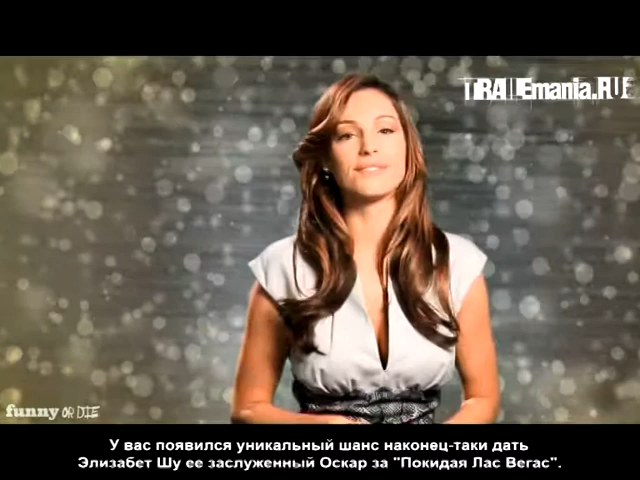 TRAILEmania.RUE
funny OR DIE
У вас появился уникальный шанс наконец-таки дать
Элизабет Шу ее заслуженный Оскар за "Покидая Лас Вегас".